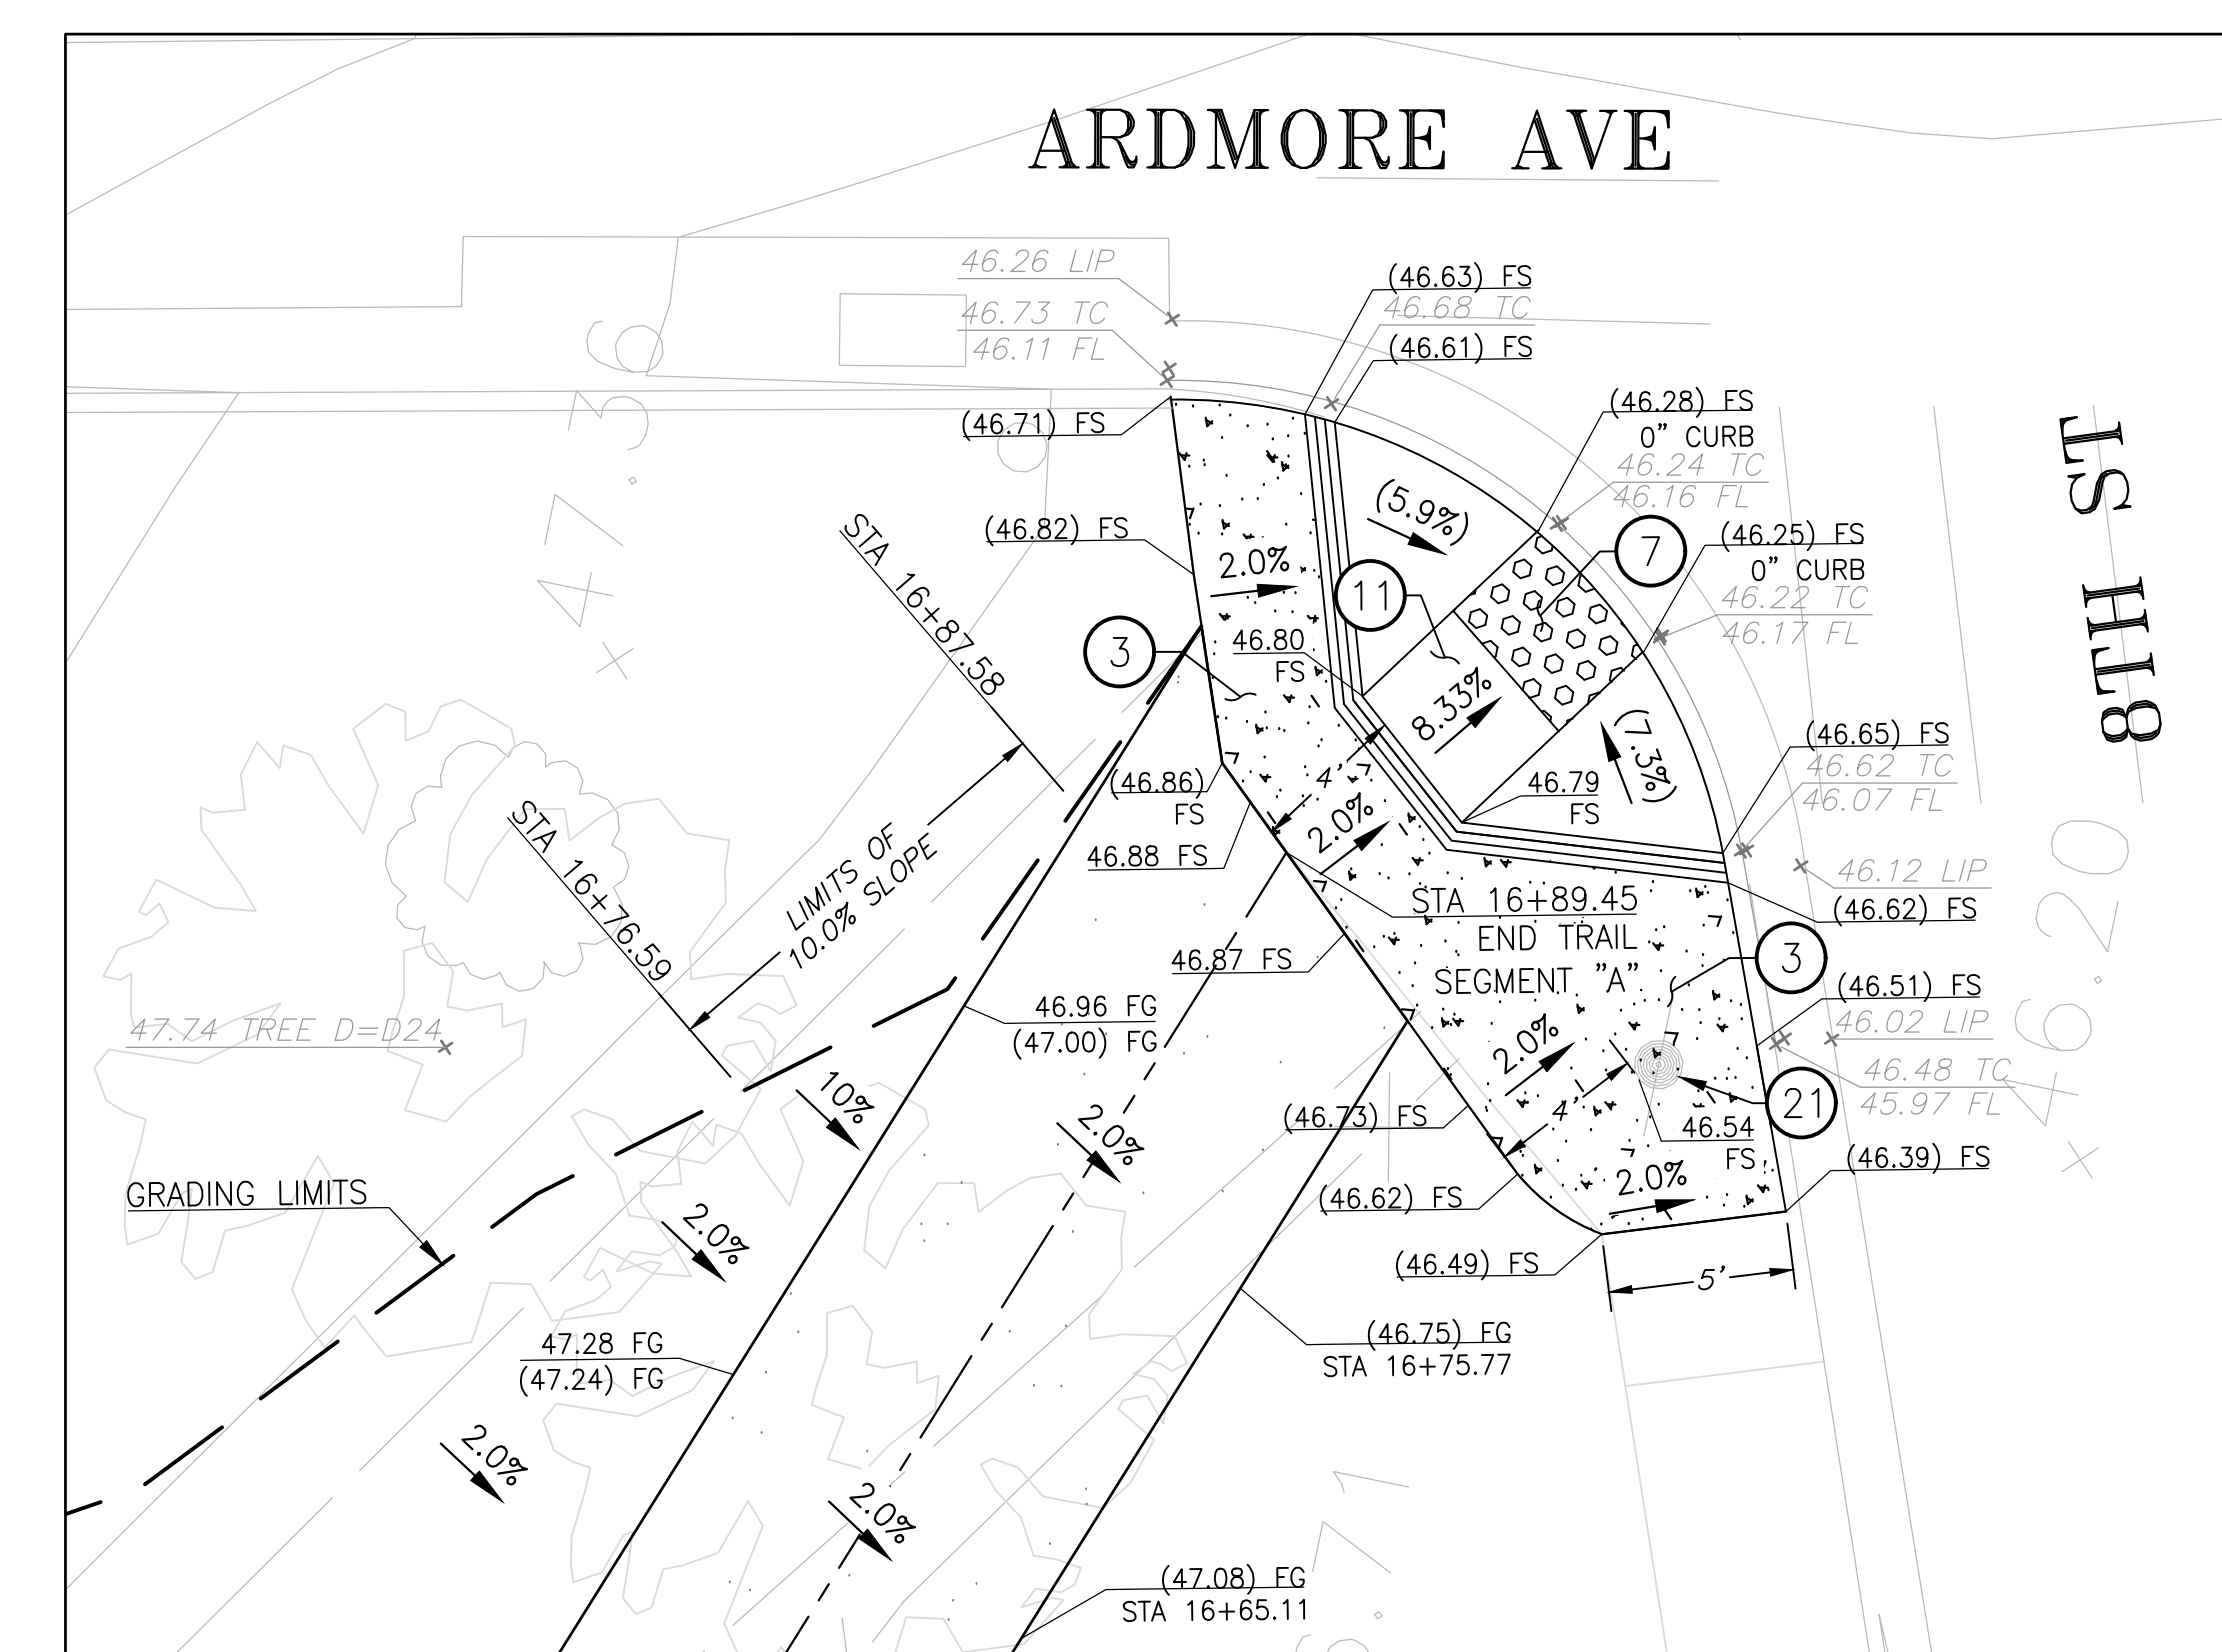 ARDMORE AVE
46.26 LIP
46.73 TC
46.11 FL
(46.63) FS
46.68 TC
(46.61) FS
(46.71) FS
(46.28) FS
0" CURB
46.24 TC
46.16 FL
(46.25) FS
0" CURB
46.22 TC
46.17 FL
7
11
(5.9%)
(46.82) FS
2.0%
STA 16+87.58
3
46.80
FS
8.33%
(7.3%)
8TH ST
x 47.39
(46.86)
FS
4'
46.79
FS
(46.65) FS
46.62 TC
46.07 FL
46.88 FS
2.0%
LIMITS OF
10.0% SLOPE
STA 16+76.59
STA 16+89.45
END TRAIL
SEGMENT "A"
46.12 LIP
(46.62) FS
3
46.87 FS
(46.51) FS
46.02 LIP
46.48 TC
45.97 FL
x 46.20
47.74 TREE D=D24
46.96 FG
(47.00) FG
2.0%
4'
21
46.54
FS
10%
2.0%
(46.73) FS
2.0%
(46.39) FS
GRADING LIMITS
2.0%
(46.62) FS
(46.49) FS
5'
47.28 FG
(47.24) FG
(46.75) FG
STA 16+75.77
2.0%
2.0%
(47.08) FG
STA 16+65.11